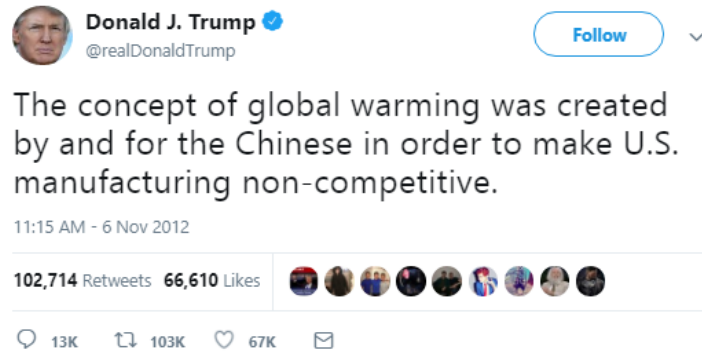 Donald J. Trump
@realDonaldTrump
Follow
The concept of global warming was created
by and for the Chinese in order to make U.S.
manufacturing non-competitive.
11:15 AM - 6 Nov 2012
102,714 Retweets 66,610 Likes
13K 103K 67K